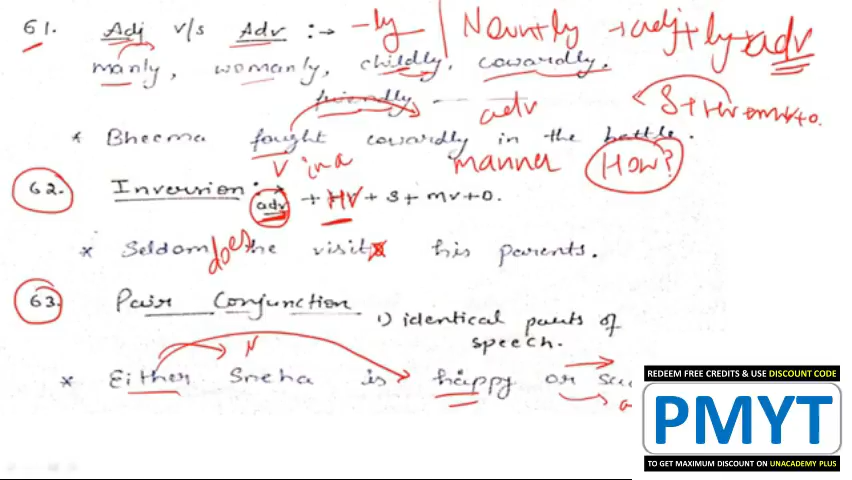 61. Adj v/s Adv :→ -ly | Noun+ly → adj + ly → adv
manly, womanly, childly, cowardly,
friendly
adv S + HV + mv + o.
* Bheema fought cowardly in the battle.
V in a manner How?
62. Inversion :→
adv + HV + S + mv + o.
* Seldom does he visit his parents.
63. Pair Conjunction
1) identical parts of
speech.
N
* Either Sneha is happy or
REDEEM FREE CREDITS & USE DISCOUNT CODE
PMYT
TO GET MAXIMUM DISCOUNT ON UNACADEMY PLUS